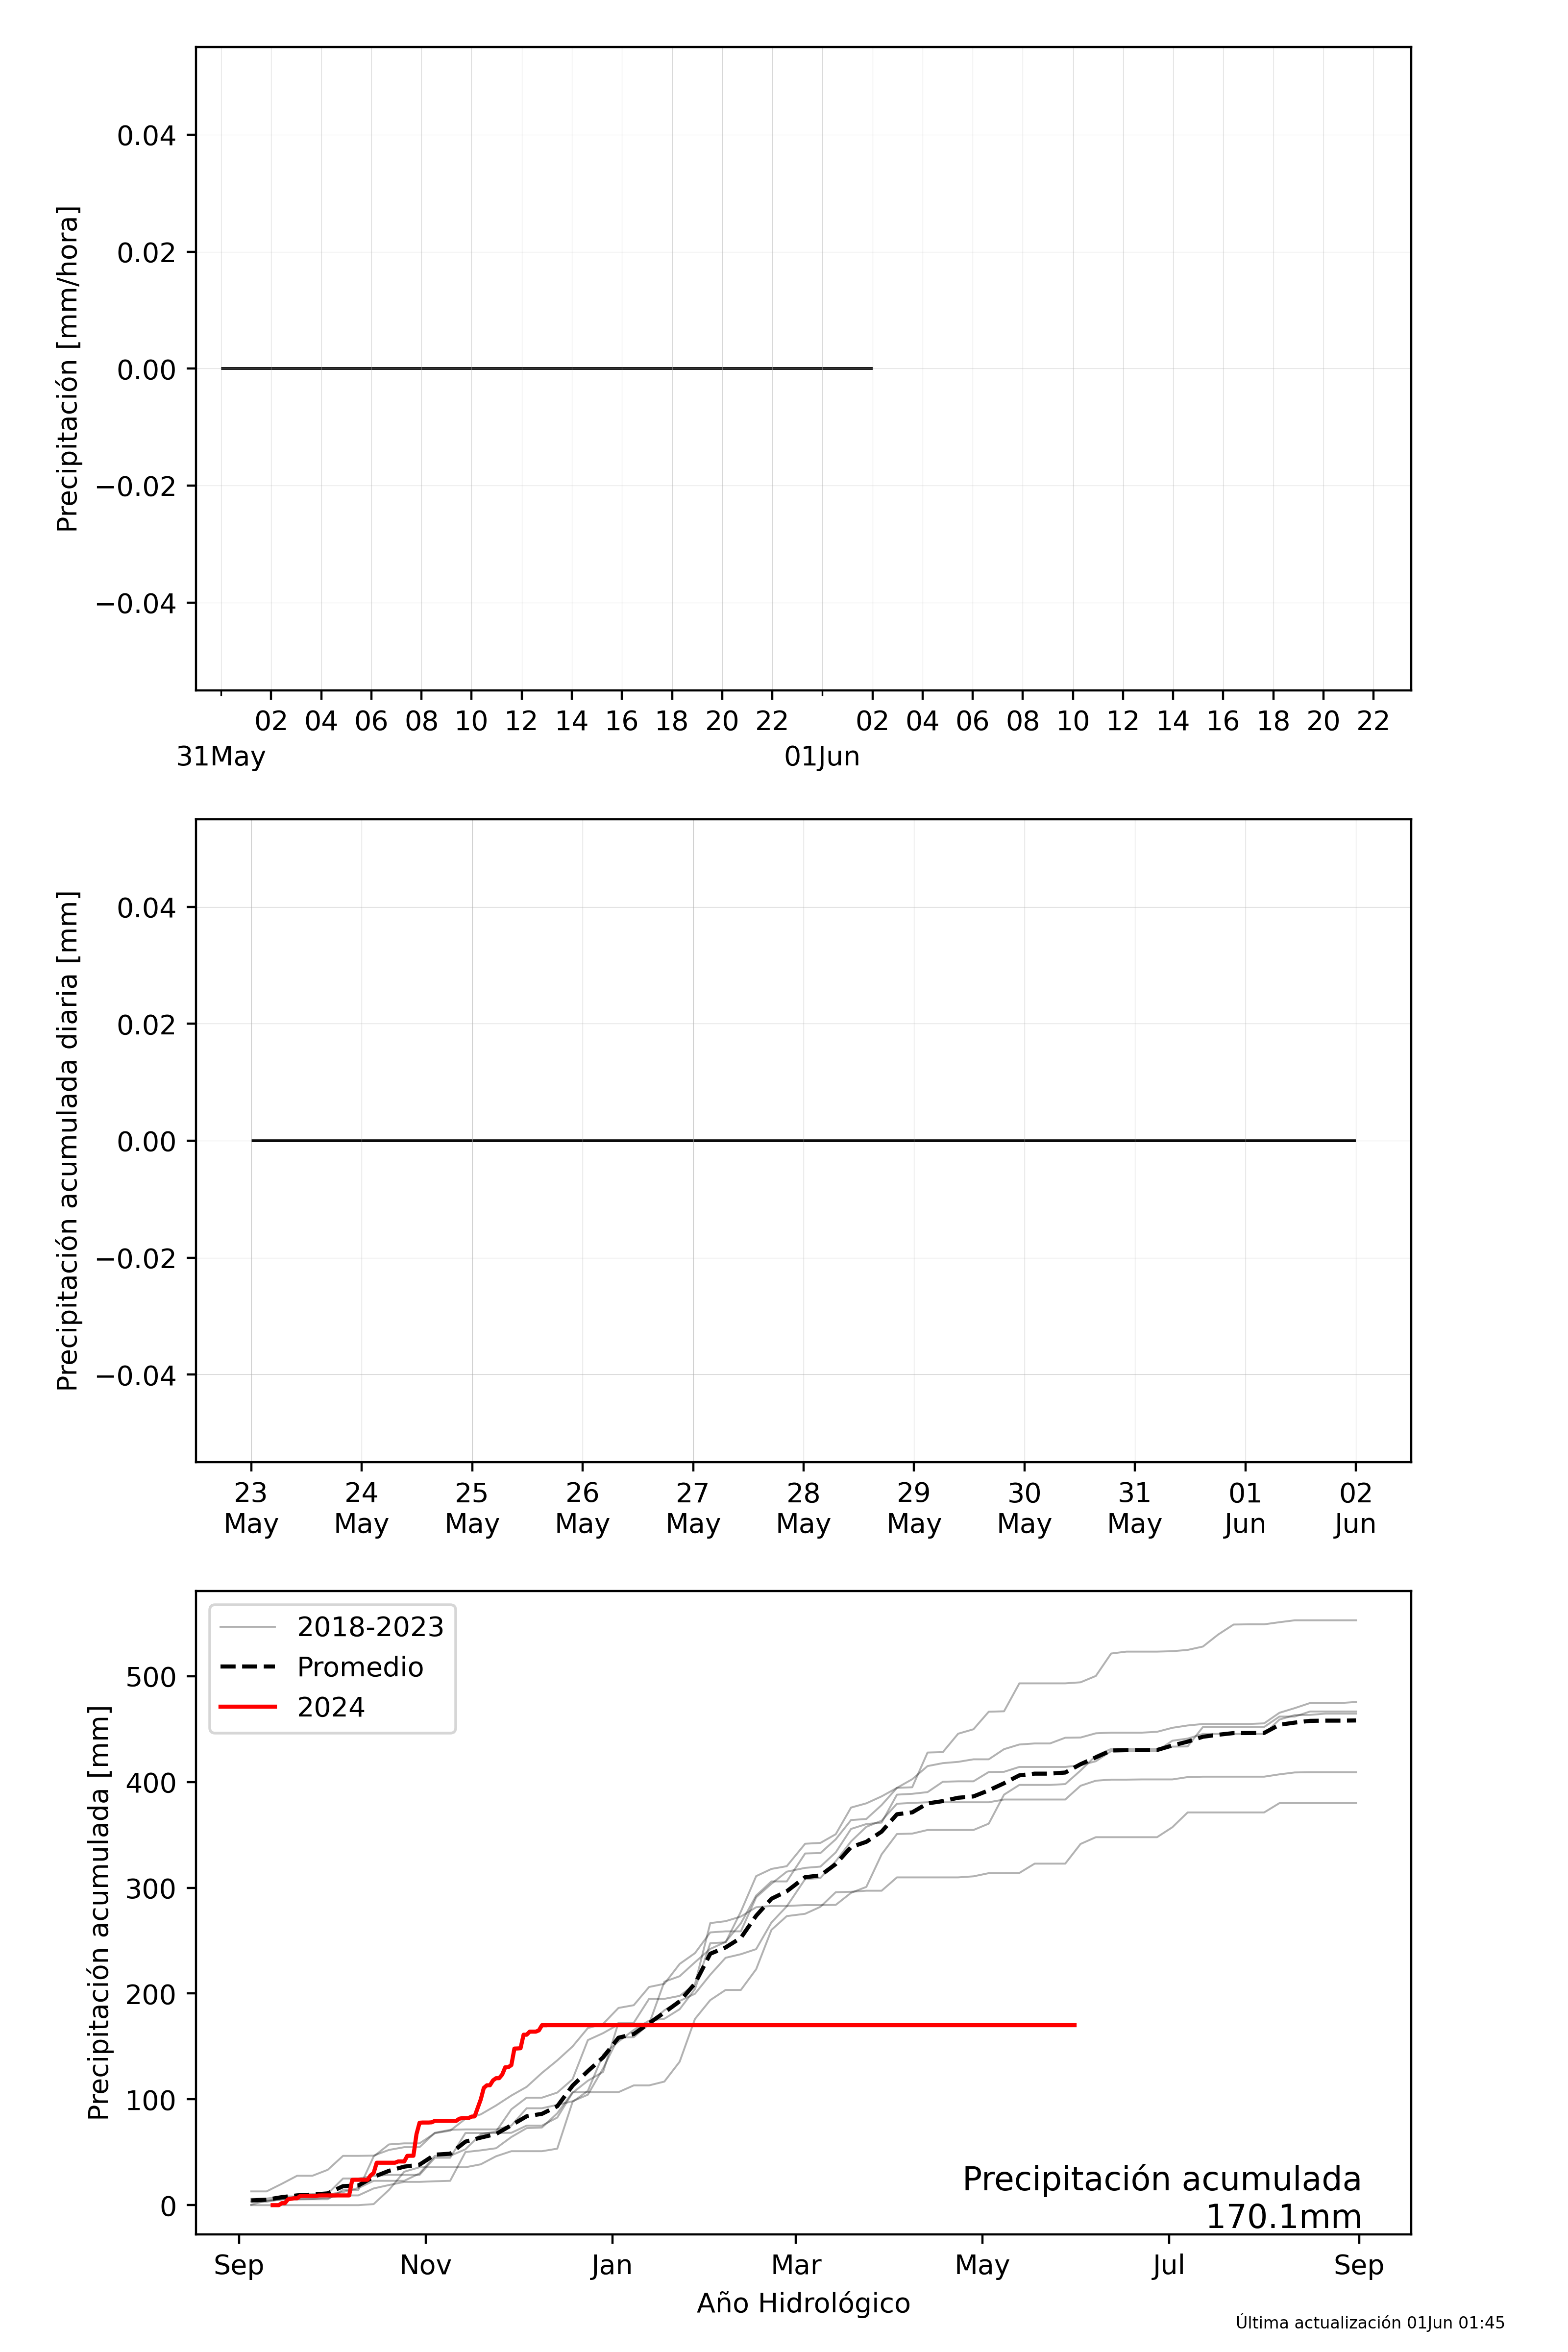 Precipitación [mm/hora]
0.04
0.02
0.00
−0.02
−0.04
02 04 06 08 10 12 14 16 18 20 22 02 04 06 08 10 12 14 16 18 20 22
31May 01Jun
Precipitación acumulada diaria [mm]
0.04
0.02
0.00
−0.02
−0.04
23 24 25 26 27 28 29 30 31 01 02
May May May May May May May May May Jun Jun
Precipitación acumulada [mm]
2018-2023
Promedio
2024
500
400
300
200
100
0
Precipitación acumulada
170.1mm
Sep Nov Jan Mar May Jul Sep
Año Hidrológico
Última actualización 01Jun 01:45